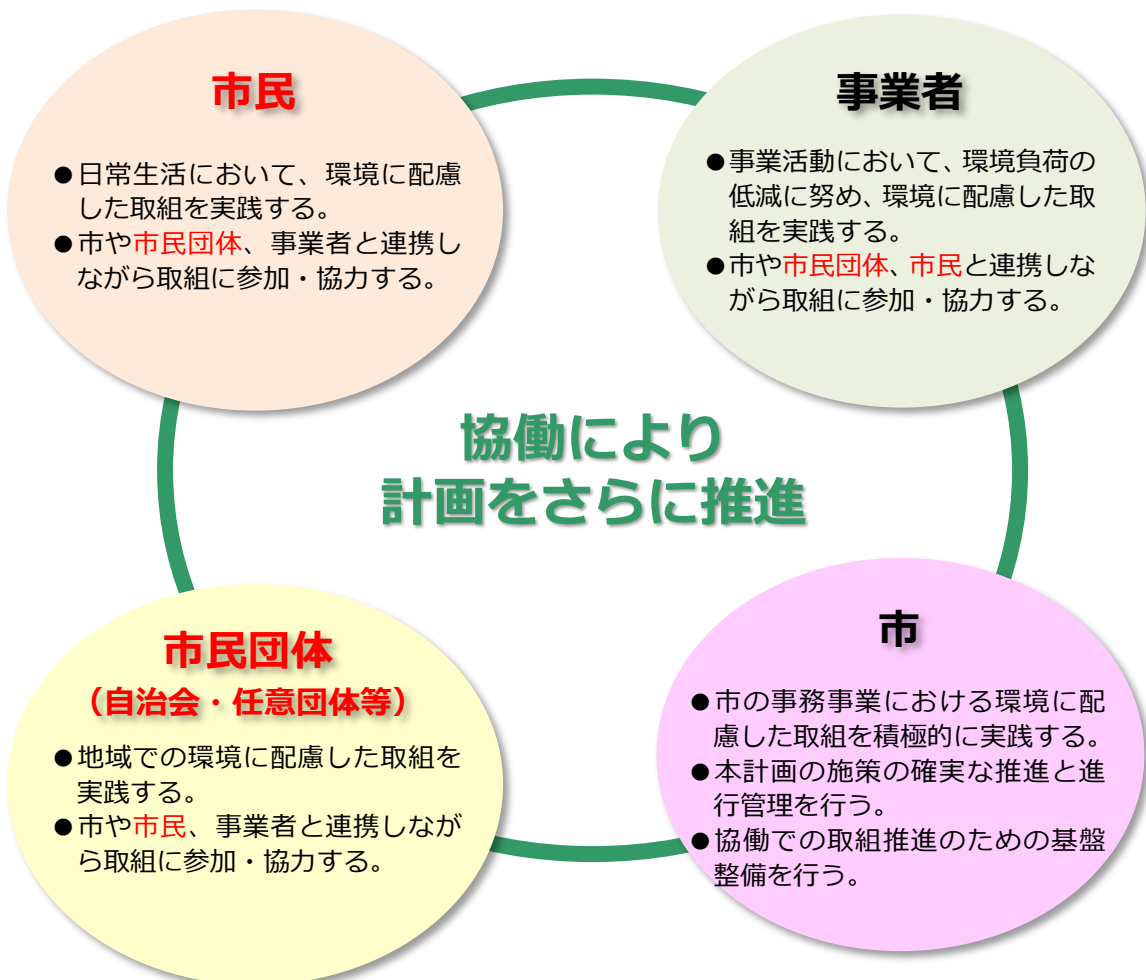 市民
●日常生活において、環境に配慮
した取組を実践する。
●市や市民団体、事業者と連携し
ながら取組に参加・協力する。
事業者
●事業活動において、環境負荷の
低減に努め、環境に配慮した取
組を実践する。
●市や市民団体、市民と連携しな
がら取組に参加・協力する。
協働により
計画をさらに推進
市民団体
（自治会・任意団体等）
●地域での環境に配慮した取組を
実践する。
●市や市民、事業者と連携しなが
ら取組に参加・協力する。
市
●市の事務事業における環境に配
慮した取組を積極的に実践する。
●本計画の施策の確実な推進と進
行管理を行う。
●協働での取組推進のための基盤
整備を行う。